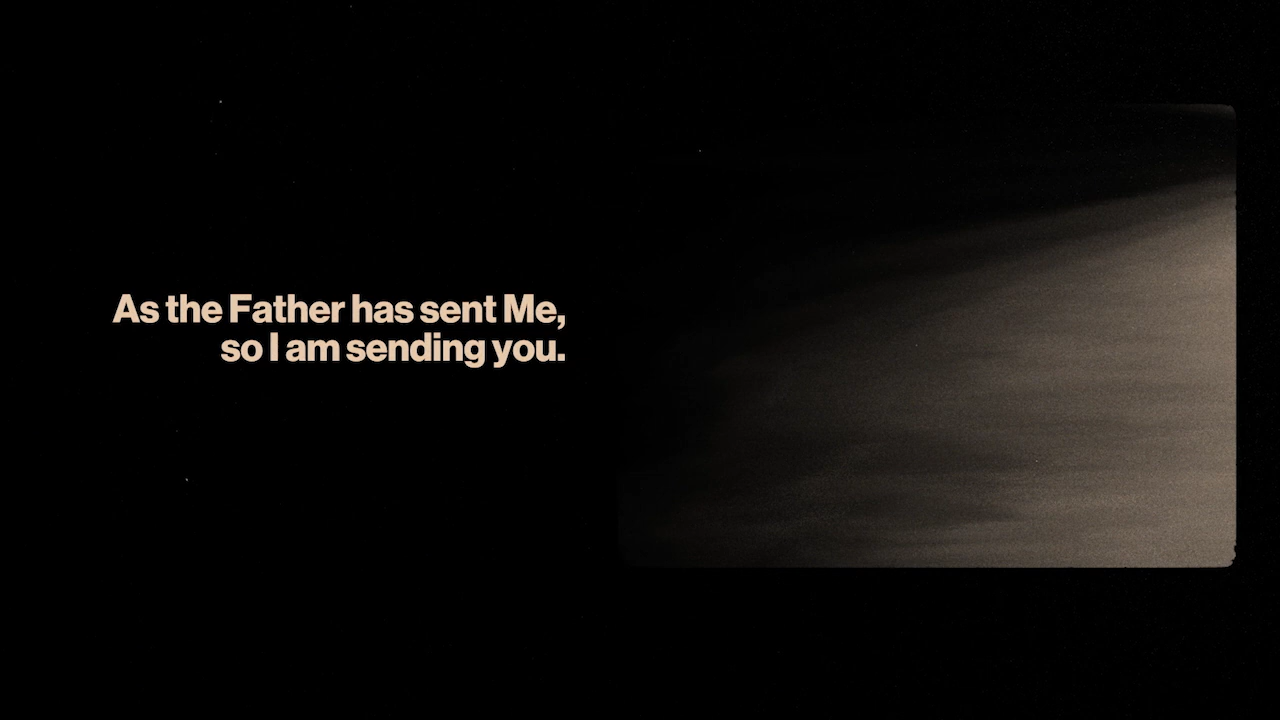 As the Father has sent Me,
so I am sending you.